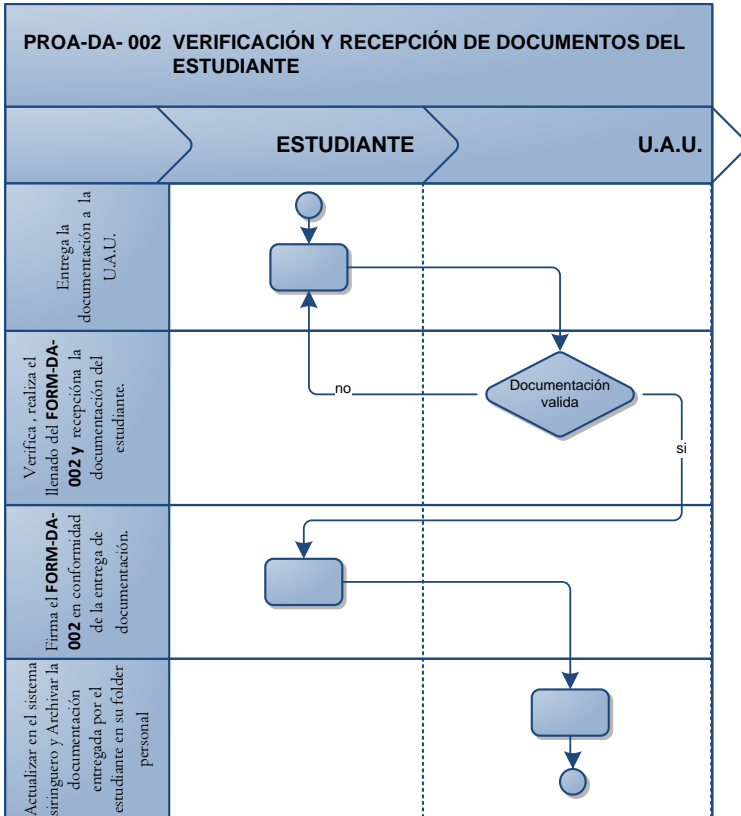 PROA-DA- 002 VERIFICACIÓN Y RECEPCIÓN DE DOCUMENTOS DEL
ESTUDIANTE
ESTUDIANTE
U.A.U.
Entrega la
documentación a la
U.A.U.
Verifica , realiza el
llenado del FORM-DA-
002 y recepcióna la
documentación del
estudiante.
Documentación
valida
no
si
Firma el FORM-DA-
002 en conformidad
de la entrega de
documentación.
Actualizar en el sistema
siringuero y Archivar la
documentación
entregada por el
estudiante en su folder
personal